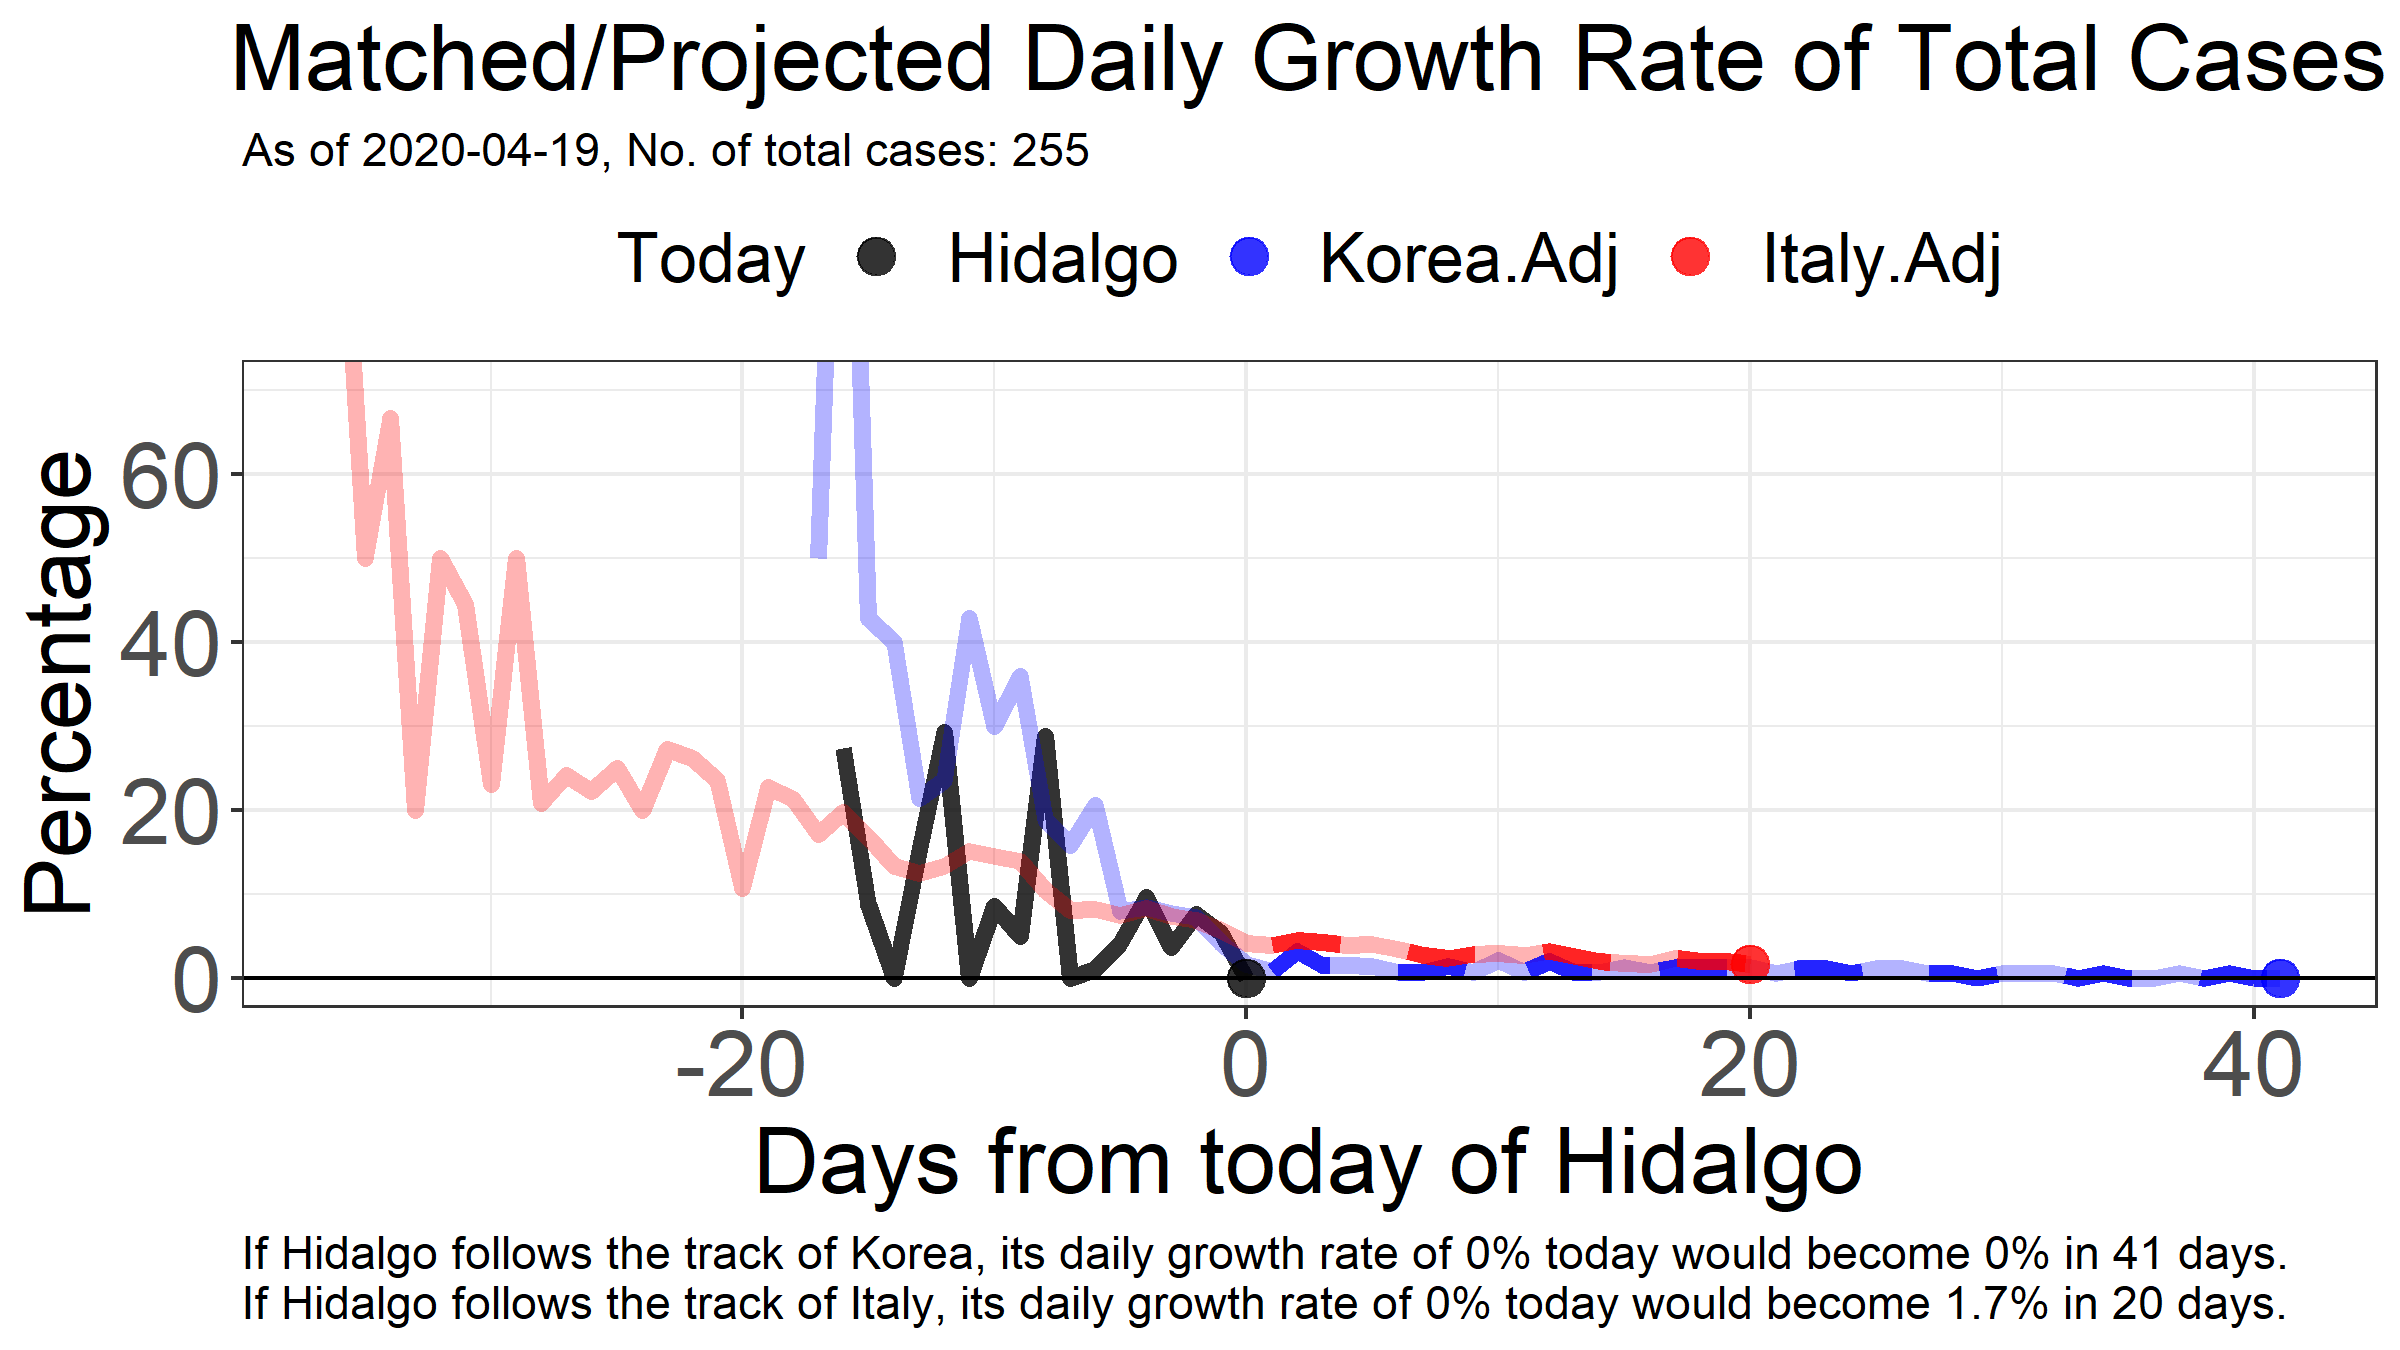 Matched/Projected Daily Growth Rate of Total Cases
As of 2020-04-19, No. of total cases: 255
Today Hidalgo Korea.Adj Italy.Adj
Percentage
60
40
20
0
-20 0 20 40
Days from today of Hidalgo
If Hidalgo follows the track of Korea, its daily growth rate of 0% today would become 0% in 41 days.
If Hidalgo follows the track of Italy, its daily growth rate of 0% today would become 1.7% in 20 days.